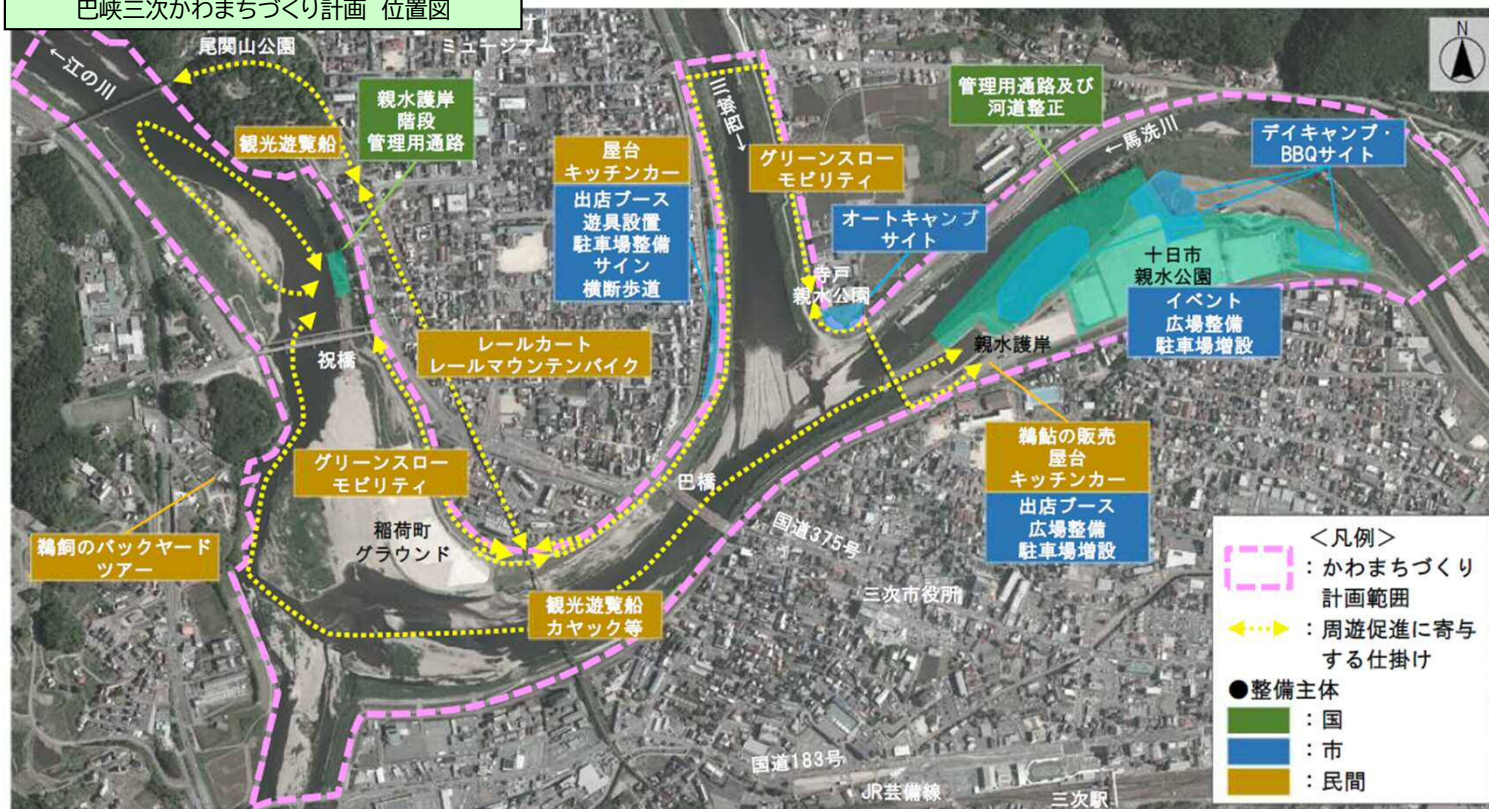 巴峡三次かわまちづくり計画 位置図
尾関山公園
ミュージアム
N
←江の川
親水護岸
階段
管理用通路
観光遊覧船
屋台
キッチンカー
出店ブース
遊具設置
駐車場整備
サイン
横断歩道
西城川→
グリーンスロー
モビリティ
管理用通路及び
河道整正
←馬洗川
デイキャンプ・
BBQサイト
オートキャンプ
サイト
寺戸
親水公園
十日市
親水公園
イベント
広場整備
駐車場増設
親水護岸
祝橋
レールカート
レールマウンテンバイク
グリーンスロー
モビリティ
巴橋
鵜鮎の販売
屋台
キッチンカー
出店ブース
広場整備
駐車場増設
稲荷町
グラウンド
国道375号
鵜飼のバックヤード
ツアー
観光遊覧船
カヤック等
三次市役所
国道183号
JR芸備線
三次駅
＜凡例＞
：かわまちづくり
計画範囲
：周遊促進に寄与
する仕掛け
●整備主体
：国
：市
：民間